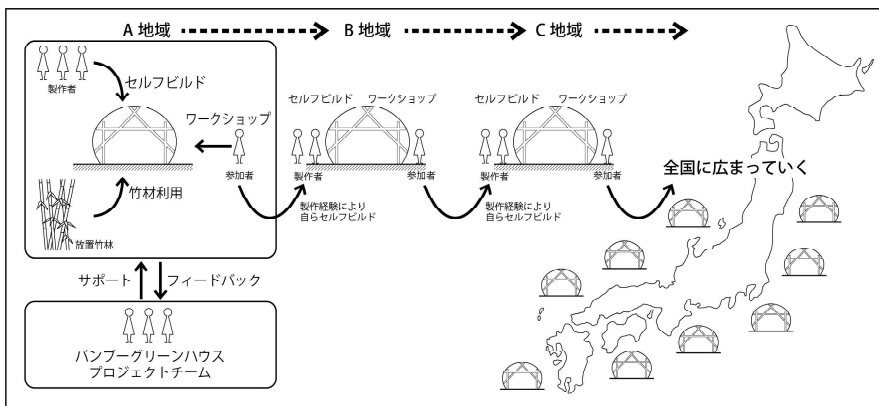 A 地域
B 地域
C 地域
製作者
セルフビルド
ワークショップ
参加者
竹材利用
放置竹林
サポート
フィードバック
バンブーグリーンハウス
プロジェクトチーム
セルフビルド
ワークショップ
製作者
参加者
製作経験により
自らセルフビルド
セルフビルド
ワークショップ
製作者
参加者
製作経験により
自らセルフビルド
全国に広まっていく